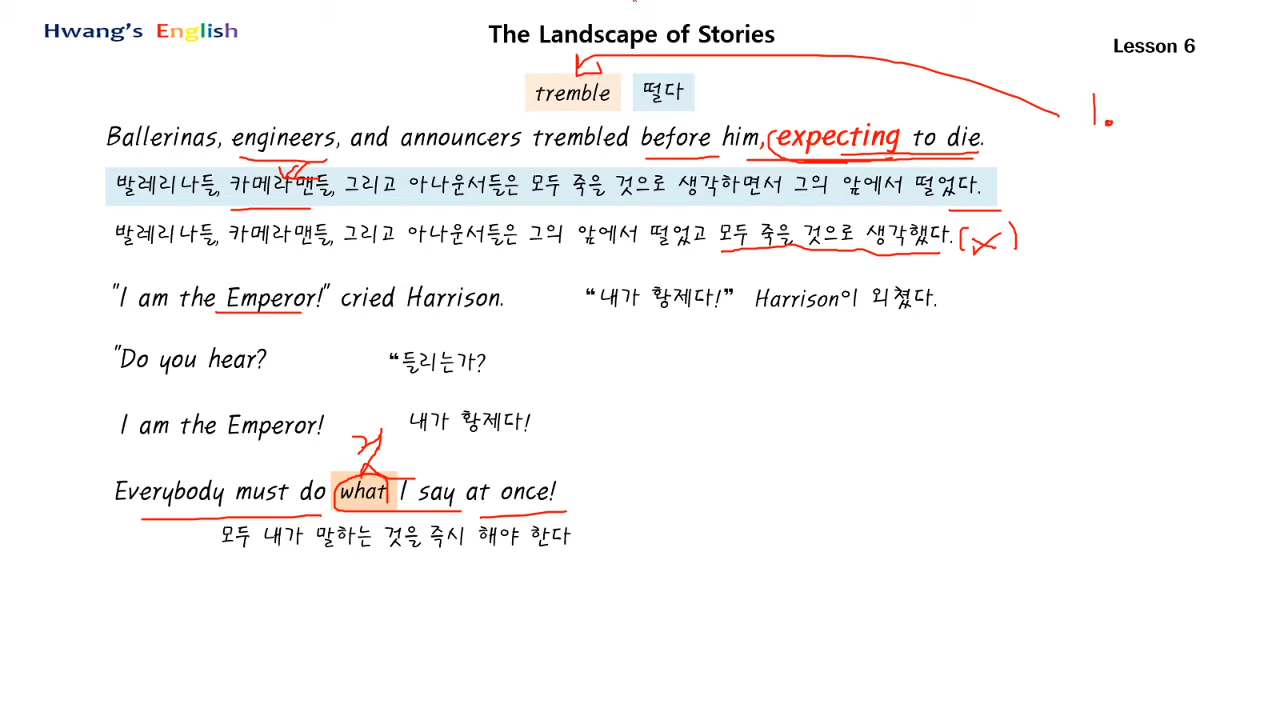 Hwang's English
The Landscape of Stories
Lesson 6
tremble 떨다
1.
Ballerinas, engineers, and announcers trembled before him, expecting to die.
발레리나들, 카메라맨들, 그리고 아나운서들은 모두 죽을 것으로 생각하면서 그의 앞에서 떨었다.
발레리나들, 카메라맨들, 그리고 아나운서들은 그의 앞에서 떨었고 모두 죽을 것으로 생각했다. (X)
"I am the Emperor!" cried Harrison. “내가 황제다!” Harrison이 외쳤다.
"Do you hear? “들리는가?
I am the Emperor! 내가 황제다!
것
Everybody must do what I say at once!
모두 내가 말하는 것을 즉시 해야 한다